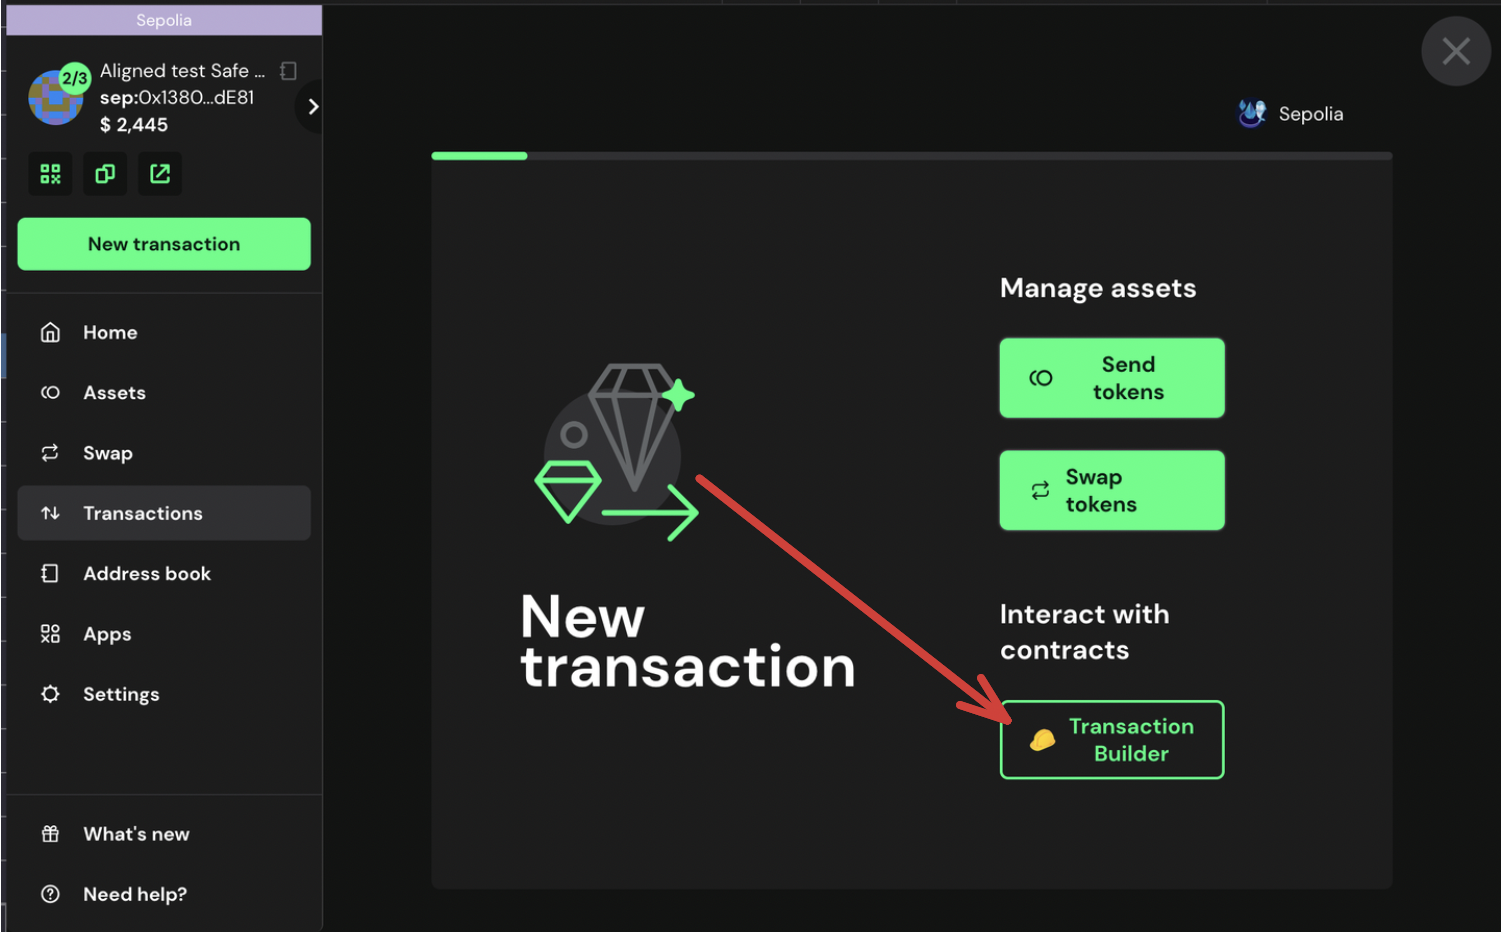 Sepolia
2/3
Aligned test Safe ...
sep:0x1380...dE81
$ 2,445
New transaction
Home
Assets
Swap
Transactions
Address book
Apps
Settings
What's new
Need help?
Sepolia
New
transaction
Manage assets
Send
tokens
Swap
tokens
Interact with
contracts
Transaction
Builder